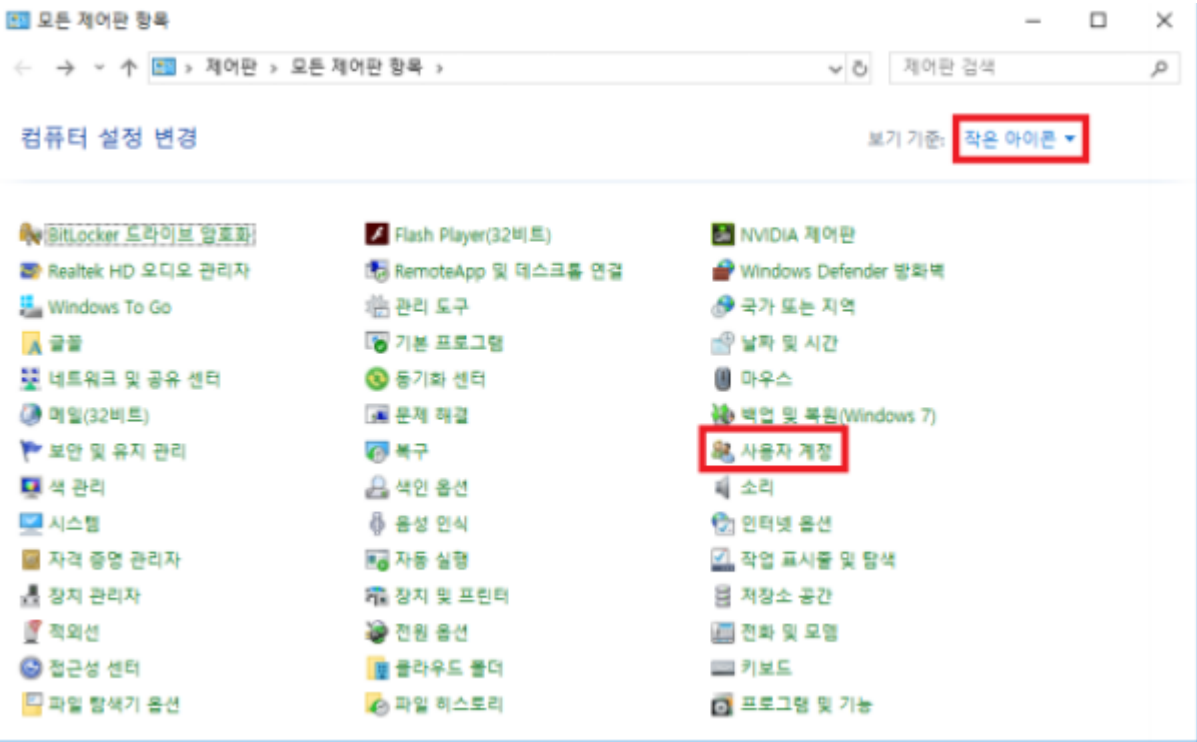 모든 제어판 항목
제어판 › 모든 제어판 항목 ›
제어판 검색
컴퓨터 설정 변경
보기 기준: 작은 아이콘
BitLocker 드라이브 암호화
Flash Player(32비트)
NVIDIA 제어판
Realtek HD 오디오 관리자
RemoteApp 및 데스크톱 연결
Windows Defender 방화벽
Windows To Go
관리 도구
국가 또는 지역
글꼴
기본 프로그램
날짜 및 시간
네트워크 및 공유 센터
동기화 센터
마우스
메일(32비트)
문제 해결
백업 및 복원(Windows 7)
보안 및 유지 관리
복구
사용자 계정
색 관리
색인 옵션
소리
시스템
음성 인식
인터넷 옵션
자격 증명 관리자
자동 실행
작업 표시줄 및 탐색
장치 관리자
장치 및 프린터
저장소 공간
적외선
전원 옵션
전화 및 모뎀
접근성 센터
클라우드 폴더
키보드
파일 탐색기 옵션
파일 히스토리
프로그램 및 기능